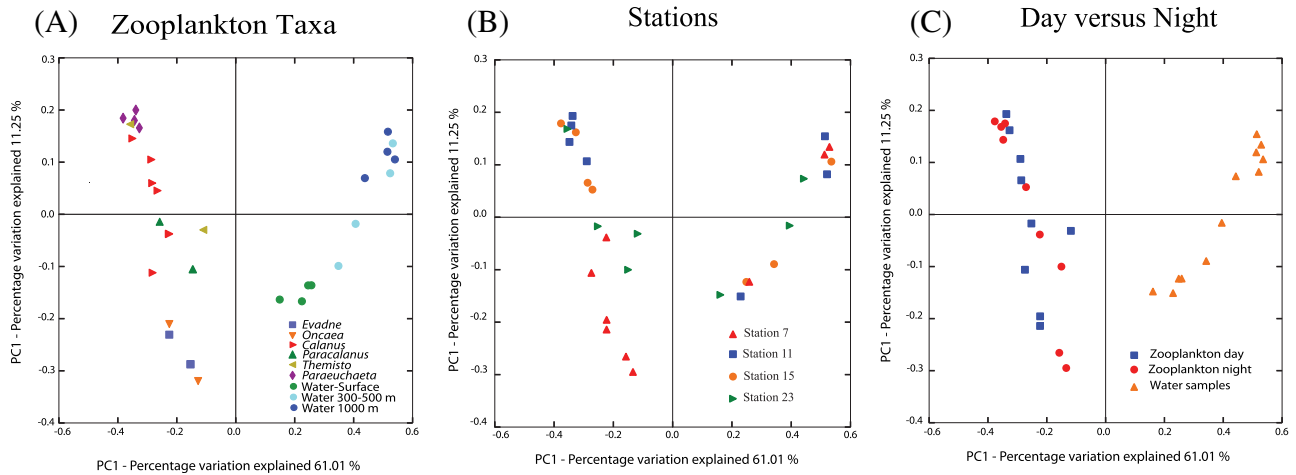 (A) Zooplankton Taxa
PC1 - Percentage variation explained 11.25 %
0.3
0.2
0.1
0.0
-0.1
-0.2
-0.3
-0.4
-0.6 -0.4 -0.2 0.0 0.2 0.4 0.6
PC1 - Percentage variation explained 61.01 %
Evadne
Oncaea
Calanus
Paracalanus
Themisto
Paraeuchaeta
Water-Surface
Water 300-500 m
Water 1000 m
(B) Stations
PC1 - Percentage variation explained 11.25 %
0.3
0.2
0.1
0.0
-0.1
-0.2
-0.3
-0.4
-0.6 -0.4 -0.2 0.0 0.2 0.4 0.6
PC1 - Percentage variation explained 61.01 %
Station 7
Station 11
Station 15
Station 23
(C) Day versus Night
PC1 - Percentage variation explained 11.25 %
0.3
0.2
0.1
0.0
-0.1
-0.2
-0.3
-0.4
-0.6 -0.4 -0.2 0.0 0.2 0.4 0.6
PC1 - Percentage variation explained 61.01 %
Zooplankton day
Zooplankton night
Water samples